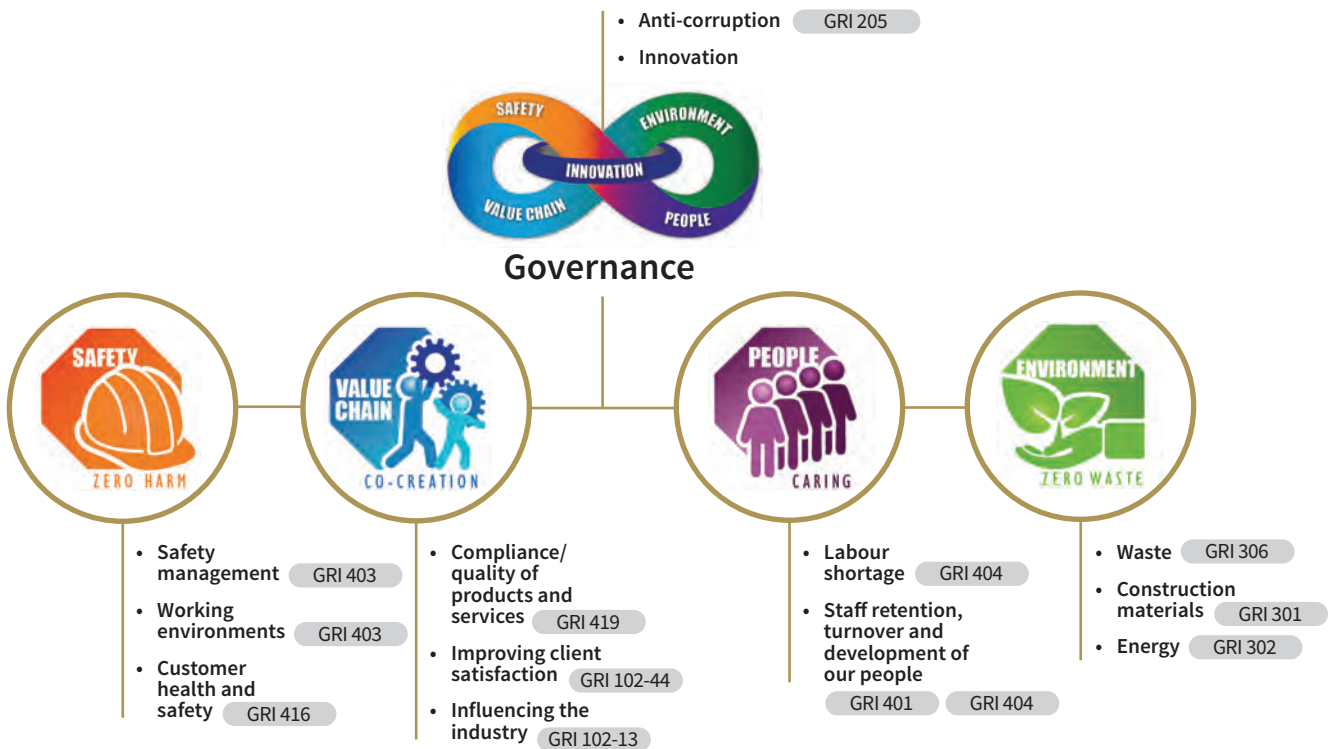 • Anti-corruption GRI 205
• Innovation
SAFETY
ENVIRONMENT
INNOVATION
VALUE CHAIN
PEOPLE
Governance
SAFETY
ZERO HARM
VALUE
CHAIN
CO-CREATION
PEOPLE
CARING
ENVIRONMENT
ZERO WASTE
• Safety
management GRI 403
• Working
environments GRI 403
• Customer
health and
safety GRI 416
• Compliance/
quality of
products and
services GRI 419
• Improving client
satisfaction GRI 102-44
• Influencing the
industry GRI 102-13
• Labour
shortage GRI 404
• Staff retention,
turnover and
development of
our people
GRI 401 GRI 404
• Waste GRI 306
• Construction
materials GRI 301
• Energy GRI 302